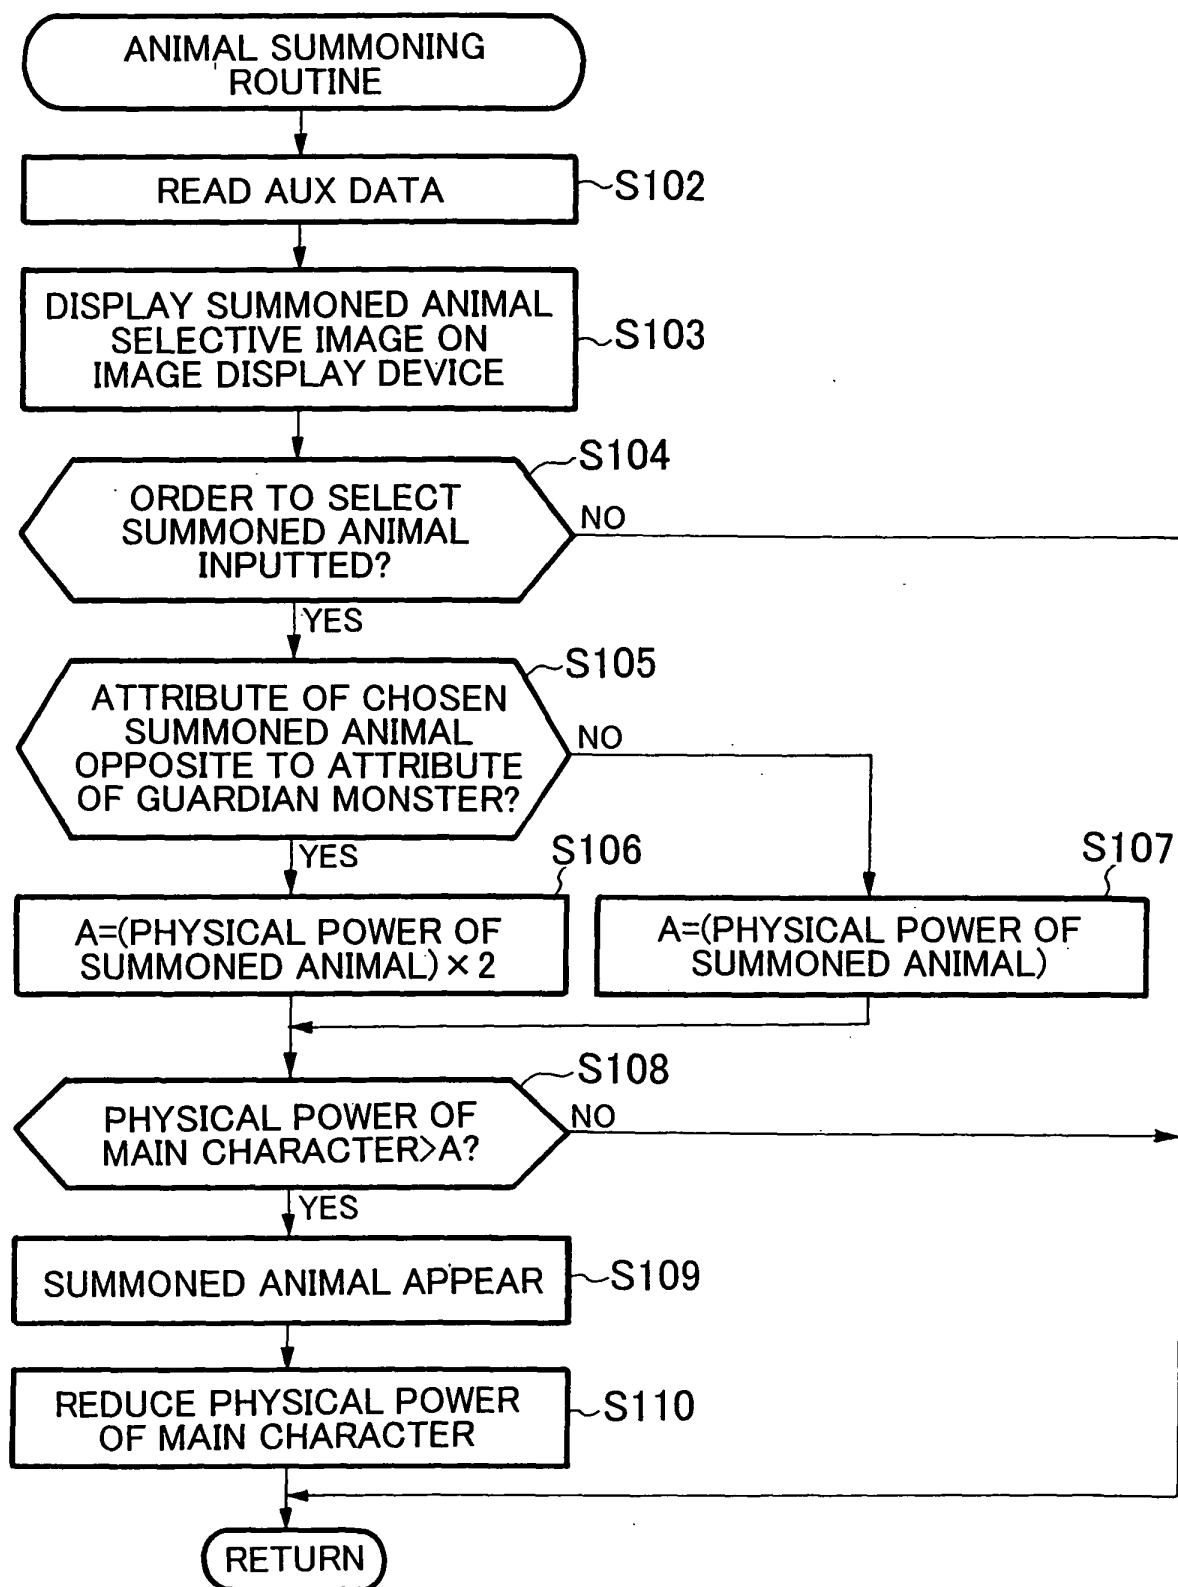 ANIMAL SUMMONING
ROUTINE
READ AUX DATA
S102
DISPLAY SUMMONED ANIMAL
SELECTIVE IMAGE ON
IMAGE DISPLAY DEVICE
S103
S104
ORDER TO SELECT
SUMMONED ANIMAL
INPUTTED?
NO
YES
S105
ATTRIBUTE OF CHOSEN
SUMMONED ANIMAL
OPPOSITE TO ATTRIBUTE
OF GUARDIAN MONSTER?
NO
YES
S106
A=(PHYSICAL POWER OF
SUMMONED ANIMAL)×2
S107
A=(PHYSICAL POWER OF
SUMMONED ANIMAL)
S108
PHYSICAL POWER OF
MAIN CHARACTER>A?
NO
YES
SUMMONED ANIMAL APPEAR
S109
REDUCE PHYSICAL POWER
OF MAIN CHARACTER
S110
RETURN